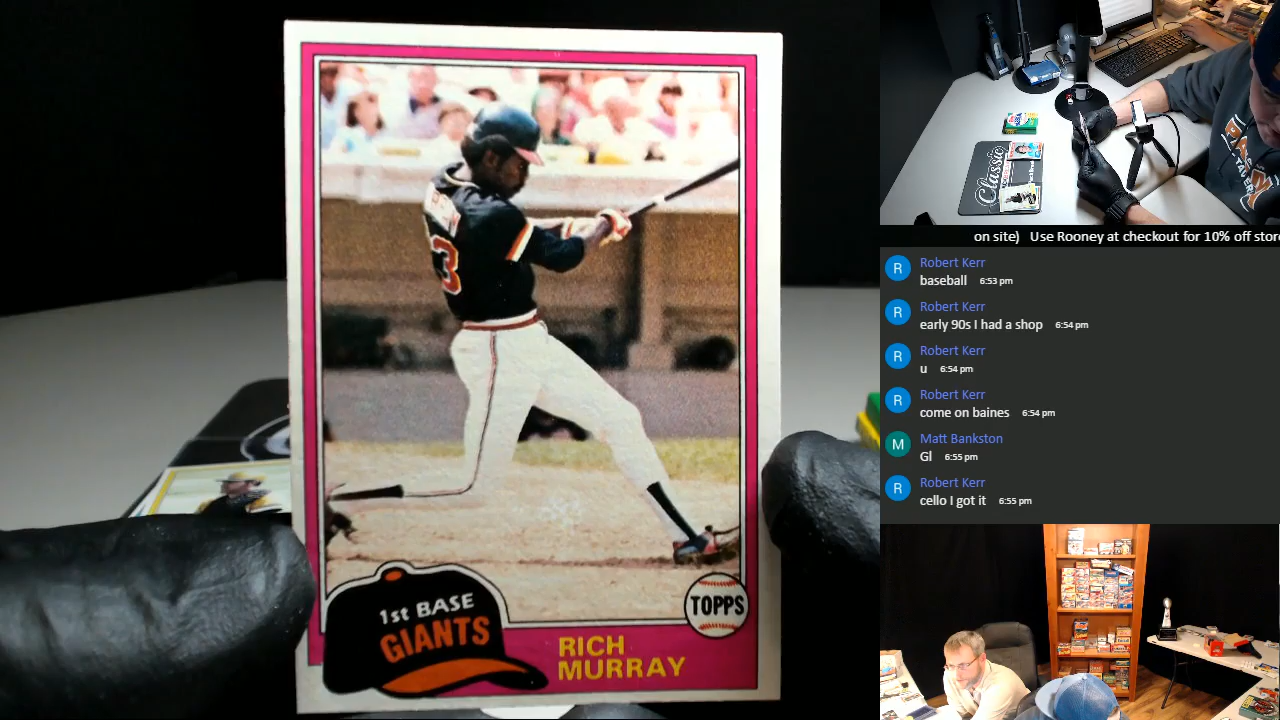 1st BASE
GIANTS
TOPPS
RICH
MURRAY
Classic
on site)   Use Rooney at checkout for 10% off store
R
Robert Kerr
baseball 6:53 pm
R
Robert Kerr
early 90s I had a shop 6:54 pm
R
Robert Kerr
u 6:54 pm
R
Robert Kerr
come on baines 6:54 pm
M
Matt Bankston
Gl 6:55 pm
R
Robert Kerr
cello I got it 6:55 pm